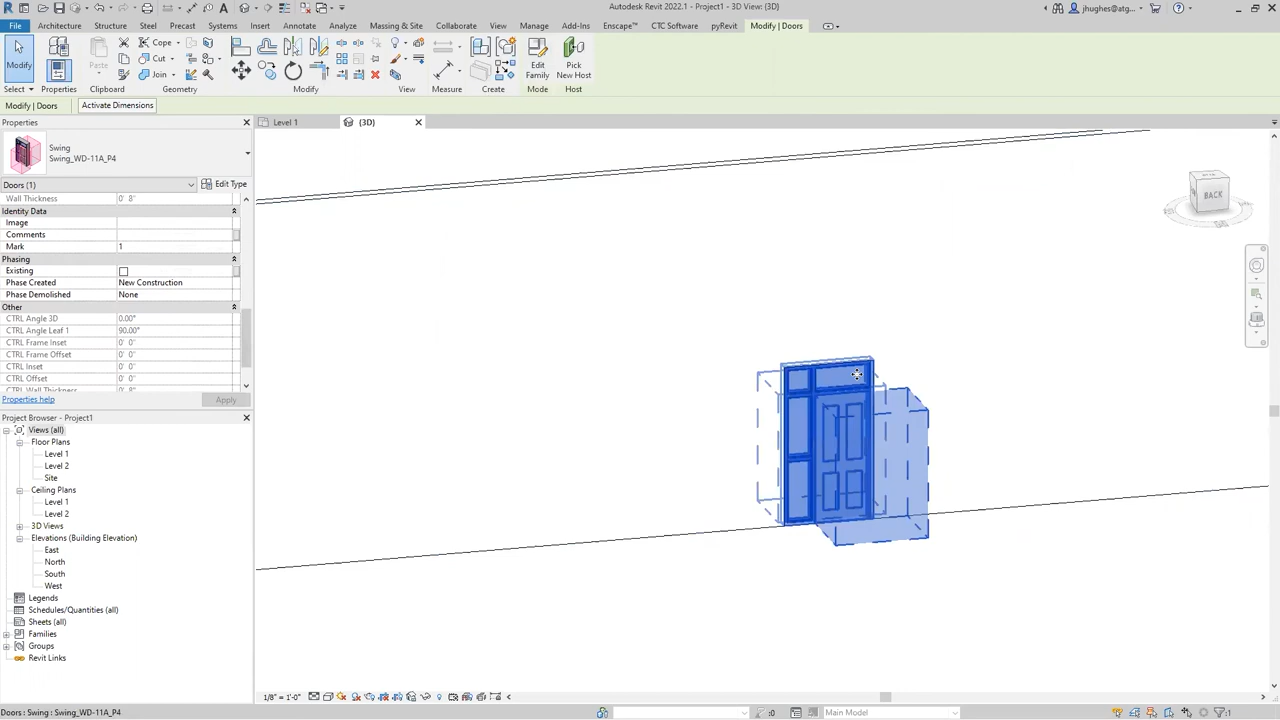 Autodesk Revit 2022.1 - Project1 - 3D View: {3D}
jhughes@atg...
File Architecture Structure Steel Precast Systems Insert Annotate Analyze Massing & Site Collaborate View Manage Add-Ins Enscape™ CTC Software pyRevit Modify | Doors
Modify Paste Cope Cut Join Edit Family Pick New Host
Select Properties Clipboard Geometry Modify View Measure Create Mode Host
Modify | Doors Activate Dimensions
Properties
Level 1 {3D}
Swing
Swing_WD-11A_P4
Doors (1) Edit Type
Wall Thickness 0' 8"
Identity Data
Image
Comments
Mark 1
Phasing
Existing
Phase Created New Construction
Phase Demolished None
Other
CTRL Angle 3D 0.00°
CTRL Angle Leaf 1 90.00°
CTRL Frame Inset 0' 0"
CTRL Frame Offset 0' 0"
CTRL Inset 0' 0"
CTRL Offset 0' 0"
CTRL Wall Thickness 0' 8"
Properties help Apply
Project Browser - Project1
Views (all)
Floor Plans
Level 1
Level 2
Site
Ceiling Plans
Level 1
Level 2
3D Views
Elevations (Building Elevation)
East
North
South
West
Legends
Schedules/Quantities (all)
Sheets (all)
Families
Groups
Revit Links
BACK
1/8" = 1'-0"
Doors : Swing : Swing_WD-11A_P4
:0
Main Model
:1